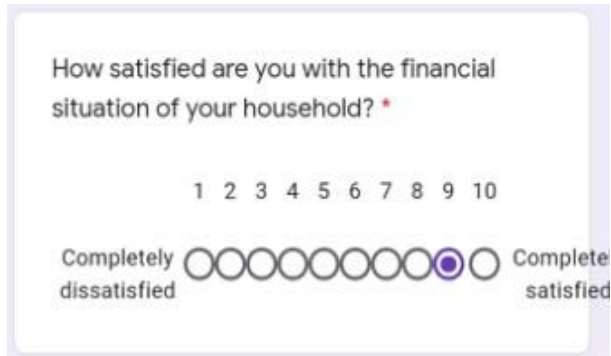 How satisfied are you with the financial
situation of your household? *
1 2 3 4 5 6 7 8 9 10
Completely
dissatisfied
Complete
satisfied